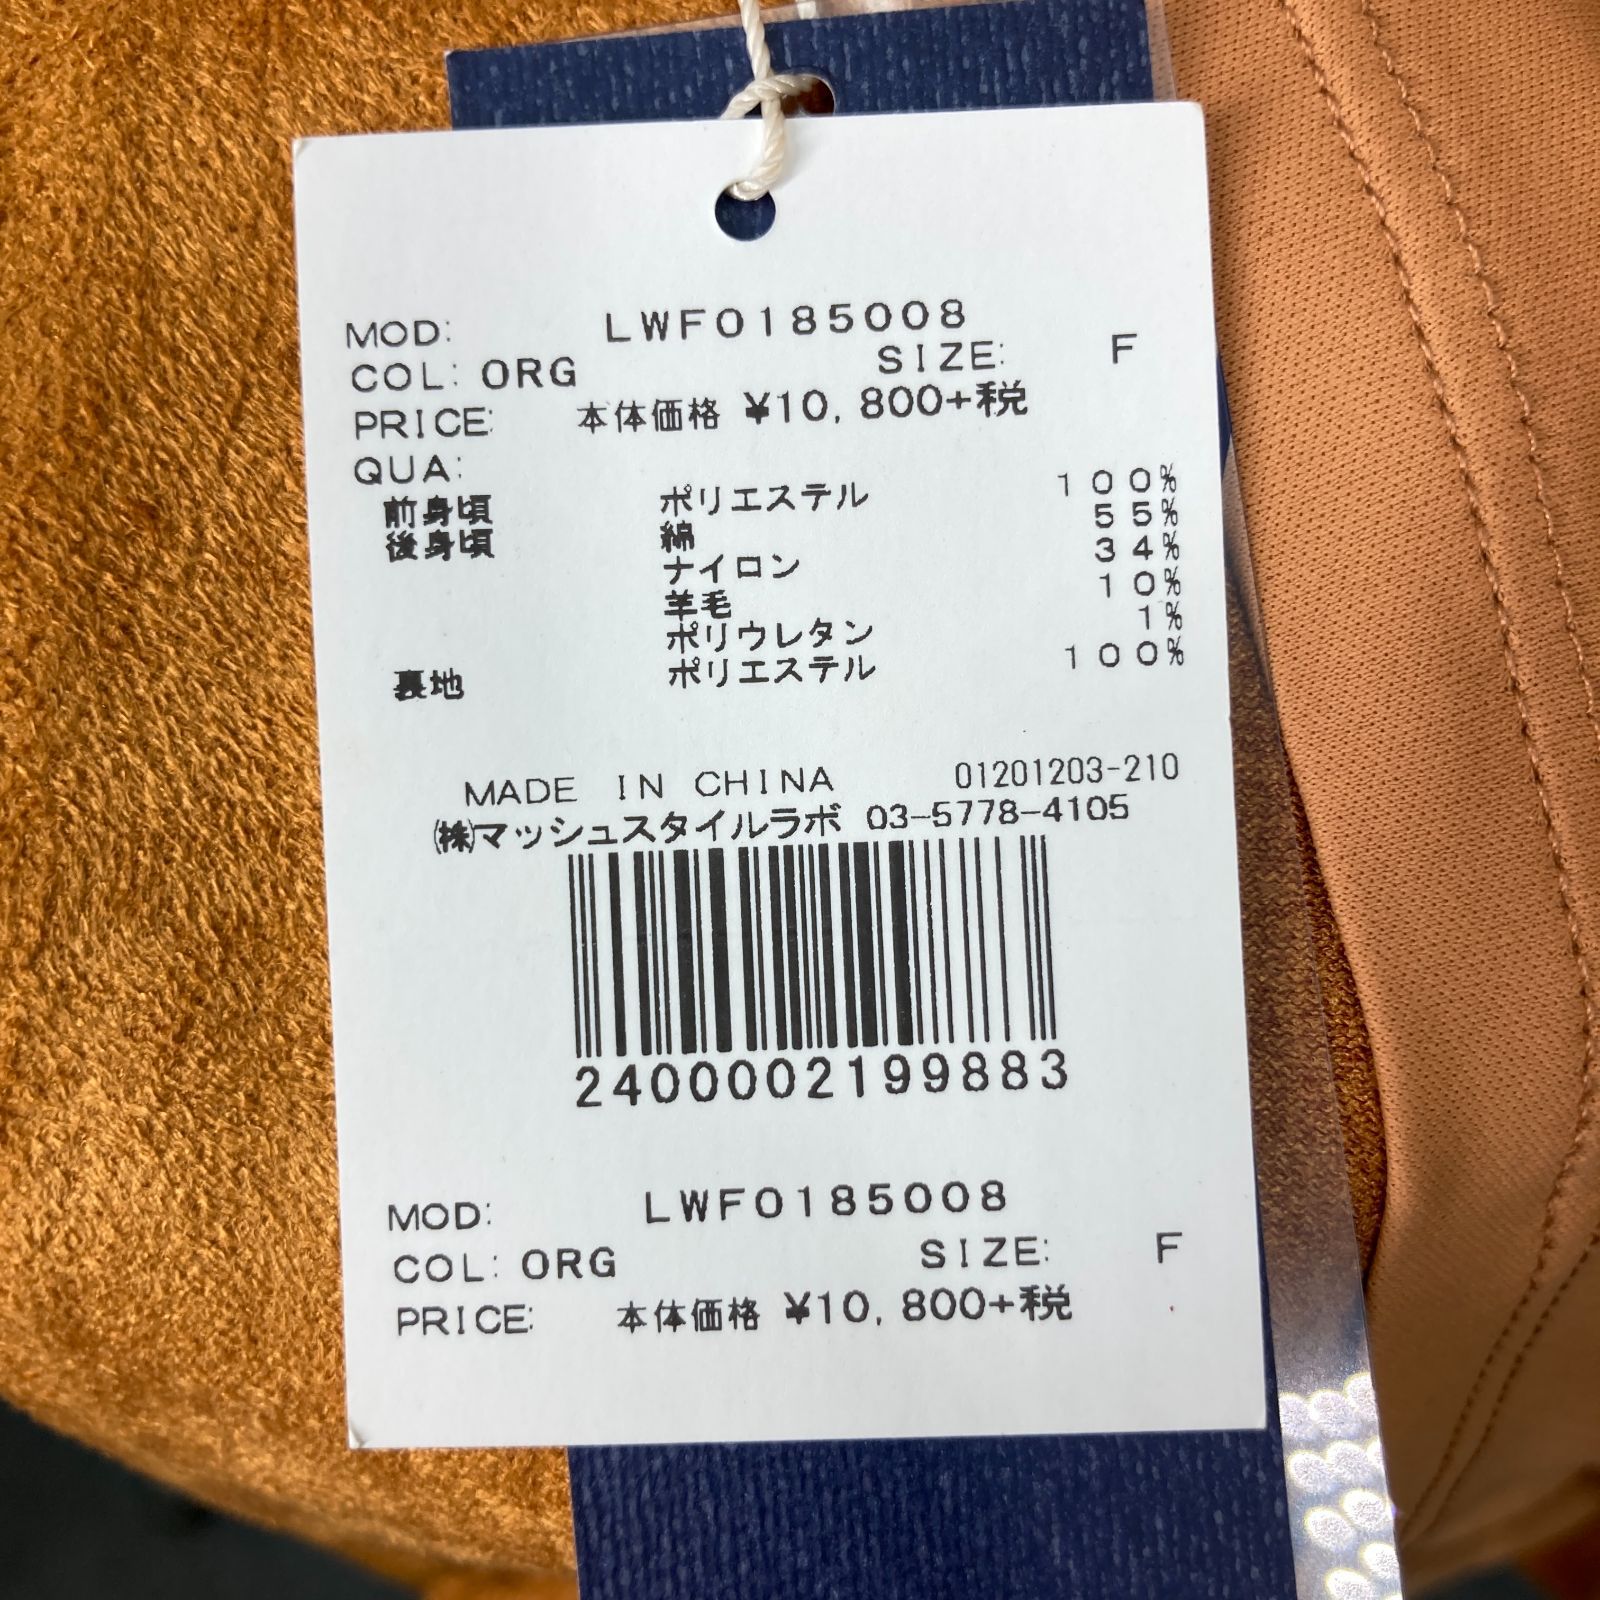 MOD: LWF0185008
COL: ORG SIZE: F
PRICE: 本体価格 ¥10,800+税
QUA:
前身頃 ポリエステル 100%
後身頃 綿 55%
ナイロン 34%
羊毛 10%
ポリウレタン 1%
裏地 ポリエステル 100%
MADE IN CHINA 01201203-210
㈱マッシュスタイルラボ 03-5778-4105
2400002199883
MOD: LWF0185008
COL: ORG SIZE: F
PRICE: 本体価格 ¥10,800+税